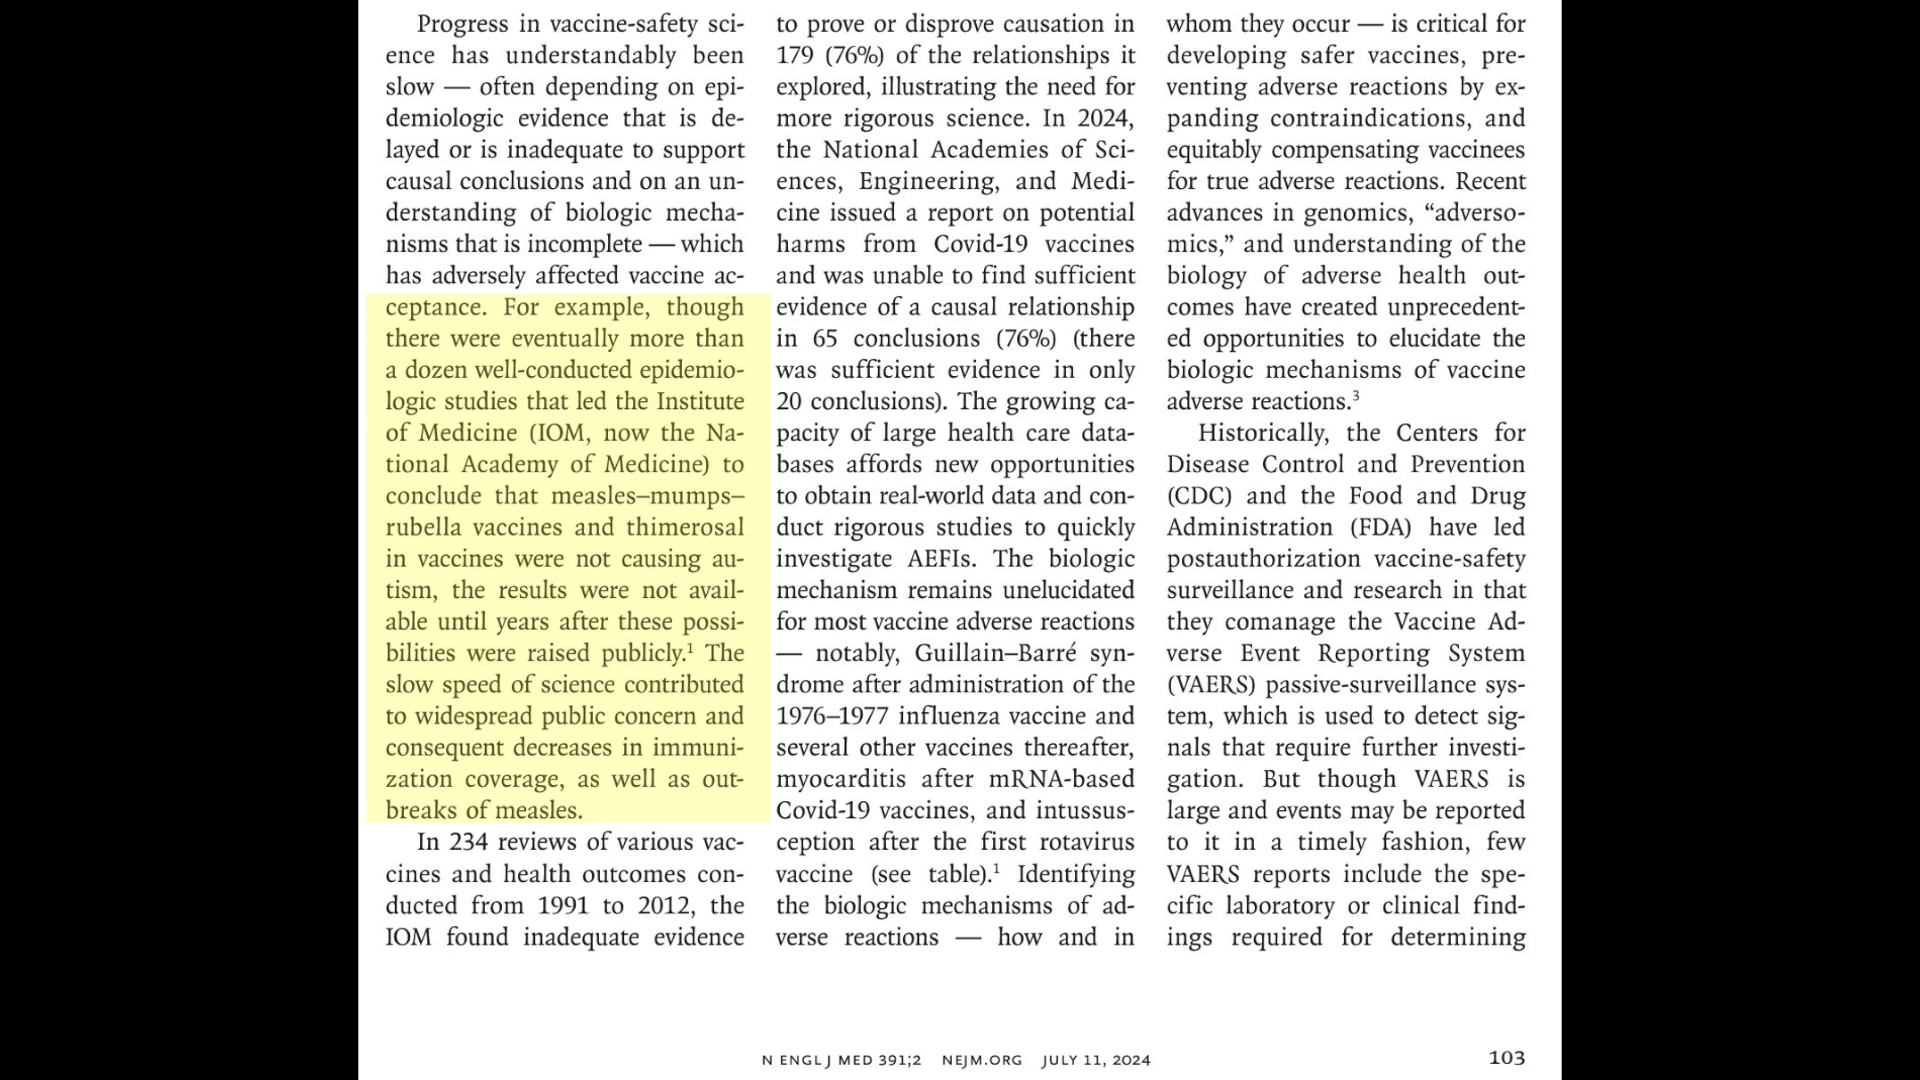 Progress in vaccine-safety sci-
ence has understandably been
slow — often depending on epi-
demiologic evidence that is de-
layed or is inadequate to support
causal conclusions and on an un-
derstanding of biologic mecha-
nisms that is incomplete — which
has adversely affected vaccine ac-
ceptance. For example, though
there were eventually more than
a dozen well-conducted epidemio-
logic studies that led the Institute
of Medicine (IOM, now the Na-
tional Academy of Medicine) to
conclude that measles–mumps–
rubella vaccines and thimerosal
in vaccines were not causing au-
tism, the results were not avail-
able until years after these possi-
bilities were raised publicly.¹ The
slow speed of science contributed
to widespread public concern and
consequent decreases in immuni-
zation coverage, as well as out-
breaks of measles.
In 234 reviews of various vac-
cines and health outcomes con-
ducted from 1991 to 2012, the
IOM found inadequate evidence
to prove or disprove causation in
179 (76%) of the relationships it
explored, illustrating the need for
more rigorous science. In 2024,
the National Academies of Sci-
ences, Engineering, and Medi-
cine issued a report on potential
harms from Covid-19 vaccines
and was unable to find sufficient
evidence of a causal relationship
in 65 conclusions (76%) (there
was sufficient evidence in only
20 conclusions). The growing ca-
pacity of large health care data-
bases affords new opportunities
to obtain real-world data and con-
duct rigorous studies to quickly
investigate AEFIs. The biologic
mechanism remains unelucidated
for most vaccine adverse reactions
— notably, Guillain–Barré syn-
drome after administration of the
1976–1977 influenza vaccine and
several other vaccines thereafter,
myocarditis after mRNA-based
Covid-19 vaccines, and intussus-
ception after the first rotavirus
vaccine (see table).¹ Identifying
the biologic mechanisms of ad-
verse reactions — how and in
whom they occur — is critical for
developing safer vaccines, pre-
venting adverse reactions by ex-
panding contraindications, and
equitably compensating vaccinees
for true adverse reactions. Recent
advances in genomics, “adverso-
mics,” and understanding of the
biology of adverse health out-
comes have created unprecedent-
ed opportunities to elucidate the
biologic mechanisms of vaccine
adverse reactions.³
Historically, the Centers for
Disease Control and Prevention
(CDC) and the Food and Drug
Administration (FDA) have led
postauthorization vaccine-safety
surveillance and research in that
they comanage the Vaccine Ad-
verse Event Reporting System
(VAERS) passive-surveillance sys-
tem, which is used to detect sig-
nals that require further investi-
gation. But though VAERS is
large and events may be reported
to it in a timely fashion, few
VAERS reports include the spe-
cific laboratory or clinical find-
ings required for determining
N ENGL J MED 391;2 NEJM.ORG JULY 11, 2024
103